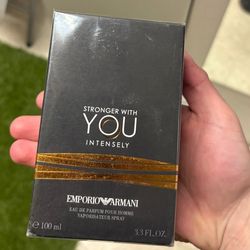 STRONGER WITH
YOU
INTENSELY
EMPORIO ARMANI
EAU DE PARFUM POUR HOMME
VAPORISATEUR SPRAY
℮ 100 ml 3.3 FL.OZ.